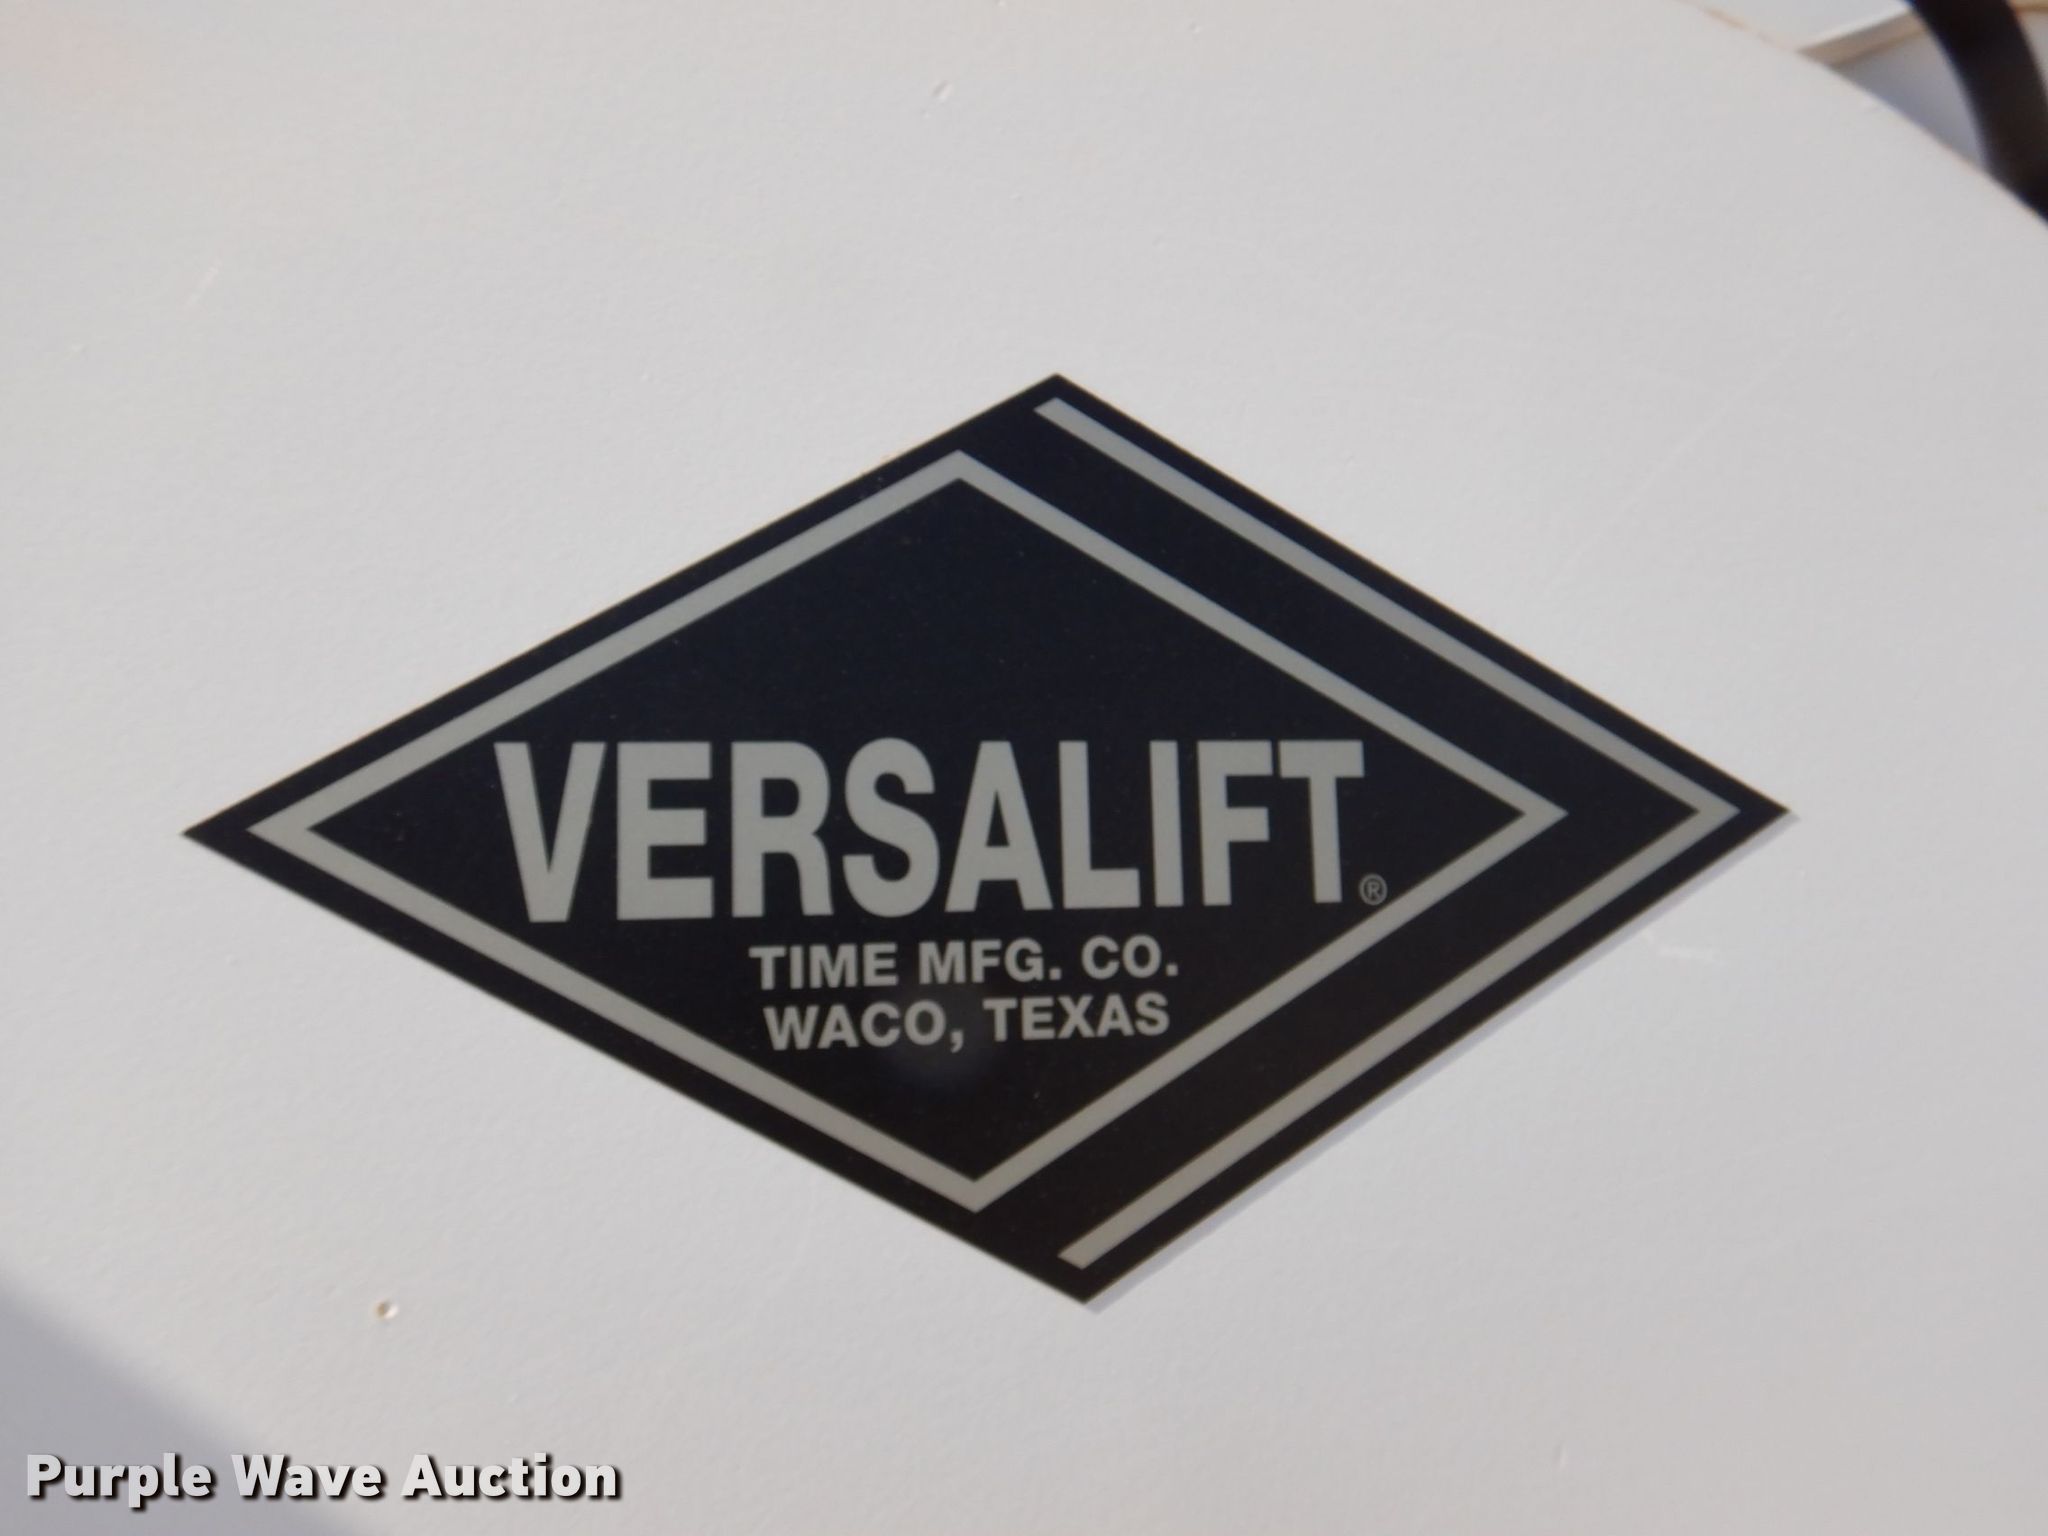 VERSALIFT®
TIME MFG. CO.
WACO, TEXAS
Purple Wave Auction